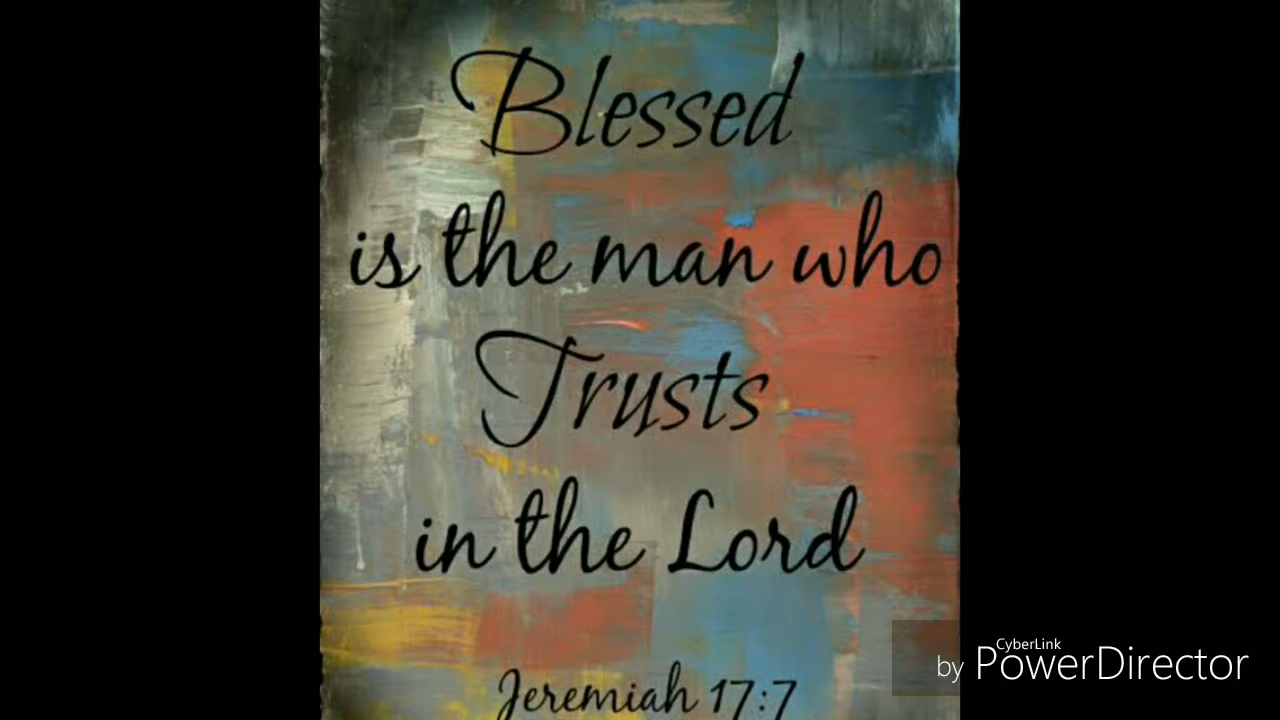 Blessed
is the man who
Trusts
in the Lord
Jeremiah 17:7
CyberLink
by PowerDirector